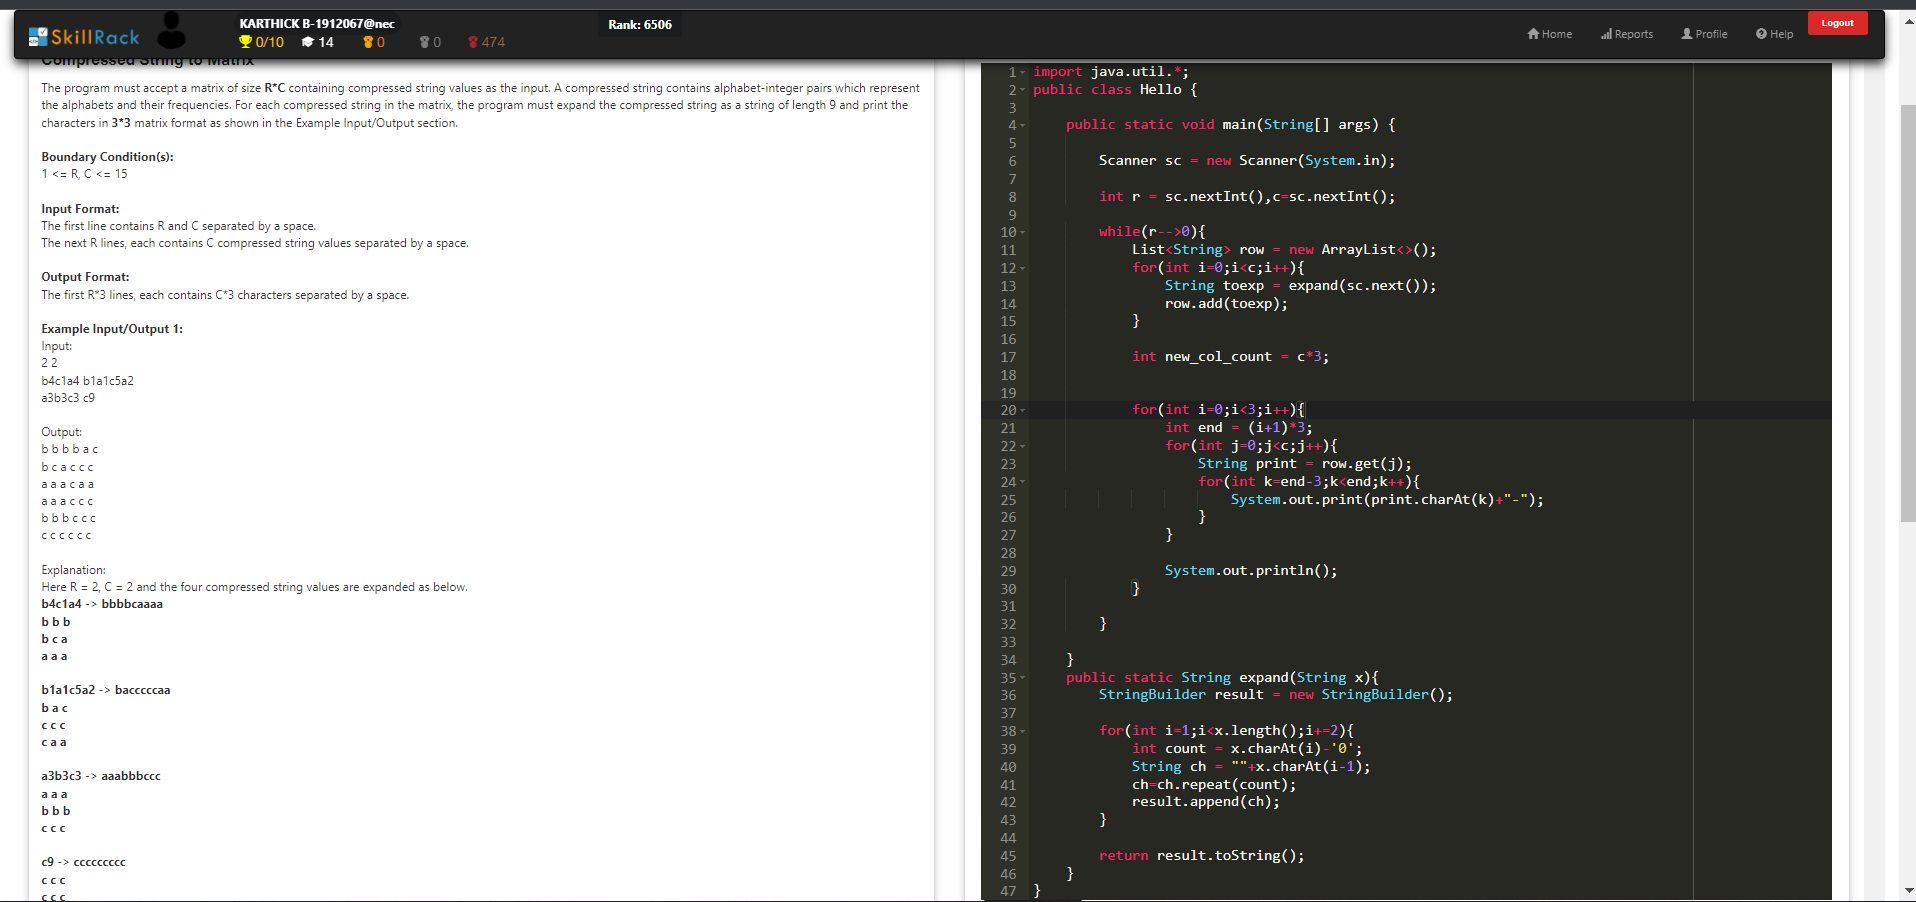 SkillRack
KARTHICK B-1912067@nec
0/10 14 0 0 474
Rank: 6506
Home Reports Profile Help
Logout
Compressed String to Matrix
The program must accept a matrix of size R*C containing compressed string values as the input. A compressed string contains alphabet-integer pairs which represent
the alphabets and their frequencies. For each compressed string in the matrix, the program must expand the compressed string as a string of length 9 and print the
characters in 3*3 matrix format as shown in the Example Input/Output section.
Boundary Condition(s):
1 <= R, C <= 15
Input Format:
The first line contains R and C separated by a space.
The next R lines, each contains C compressed string values separated by a space.
Output Format:
The first R*3 lines, each contains C*3 characters separated by a space.
Example Input/Output 1:
Input:
2 2
b4c1a4 b1a1c5a2
a3b3c3 c9
Output:
b b b b a c
b c a c c c
a a a c a a
a a a c c c
b b b c c c
c c c c c c
Explanation:
Here R = 2, C = 2 and the four compressed string values are expanded as below.
b4c1a4 -> bbbbcaaaa
b b b
b c a
a a a
b1a1c5a2 -> bacccccaa
b a c
c c c
c a a
a3b3c3 -> aaabbbccc
a a a
b b b
c c c
c9 -> ccccccccc
c c c
c c c
1 import java.util.*;
2 public class Hello {
3
4 public static void main(String[] args) {
5
6 Scanner sc = new Scanner(System.in);
7
8 int r = sc.nextInt(),c=sc.nextInt();
9
10 while(r-->0){
11 List<String> row = new ArrayList<>();
12 for(int i=0;i<c;i++){
13 String toexp = expand(sc.next());
14 row.add(toexp);
15 }
16
17 int new_col_count = c*3;
18
19
20 for(int i=0;i<3;i++){
21 int end = (i+1)*3;
22 for(int j=0;j<c;j++){
23 String print = row.get(j);
24 for(int k=end-3;k<end;k++){
25 System.out.print(print.charAt(k)+"-");
26 }
27 }
28
29 System.out.println();
30 }
31
32 }
33
34 }
35 public static String expand(String x){
36 StringBuilder result = new StringBuilder();
37
38 for(int i=1;i<x.length();i+=2){
39 int count = x.charAt(i)-'0';
40 String ch = ""+x.charAt(i-1);
41 ch=ch.repeat(count);
42 result.append(ch);
43 }
44
45 return result.toString();
46 }
47 }